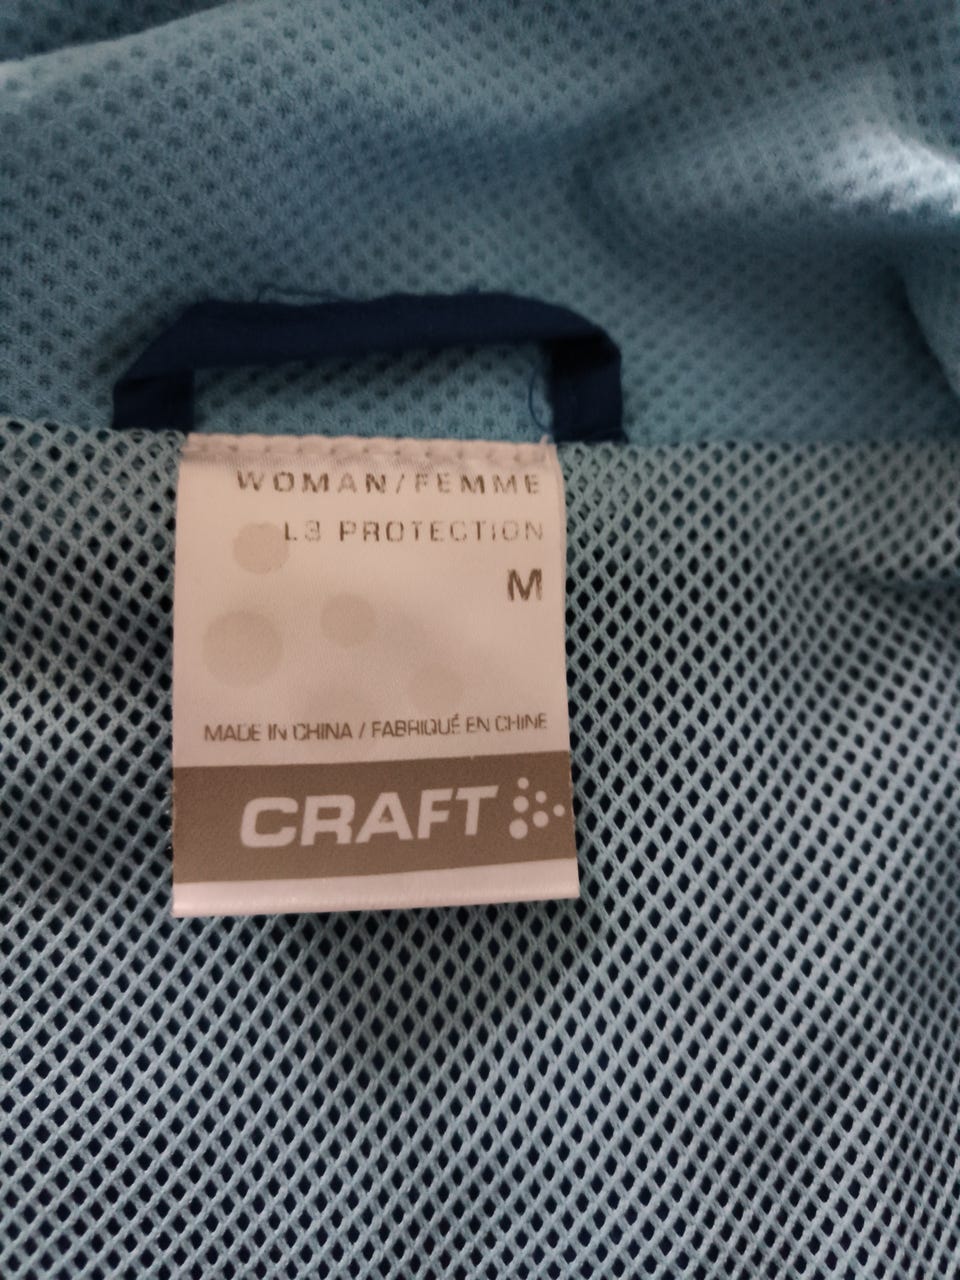 WOMAN/FEMME
L3 PROTECTION
M
MADE IN CHINA / FABRIQUÉ EN CHINE
CRAFT